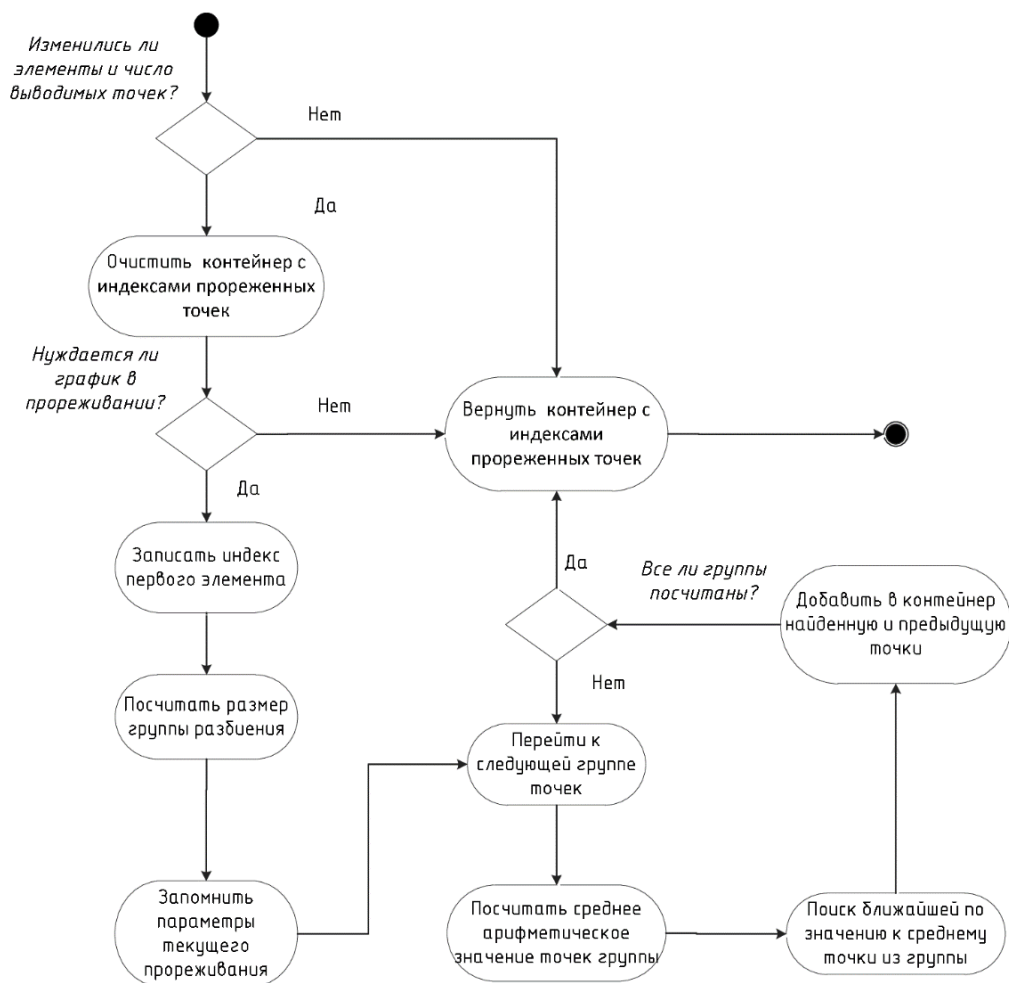 Изменились ли
элементы и число
выводимых точек?
Нет
Да
Очистить контейнер с
индексами прореженных
точек
Нуждается ли
график в
прореживании?
Нет
Вернуть контейнер с
индексами
прореженных точек
Да
Записать индекс
первого элемента
Да
Все ли группы
посчитаны?
Добавить в контейнер
найденную и предыдущую
точки
Нет
Посчитать размер
группы разбиения
Перейти к
следующей группе
точек
Запомнить
параметры
текущего
прореживания
Посчитать среднее
арифметическое
значение точек группы
Поиск ближайшей по
значению к среднему
точки из группы